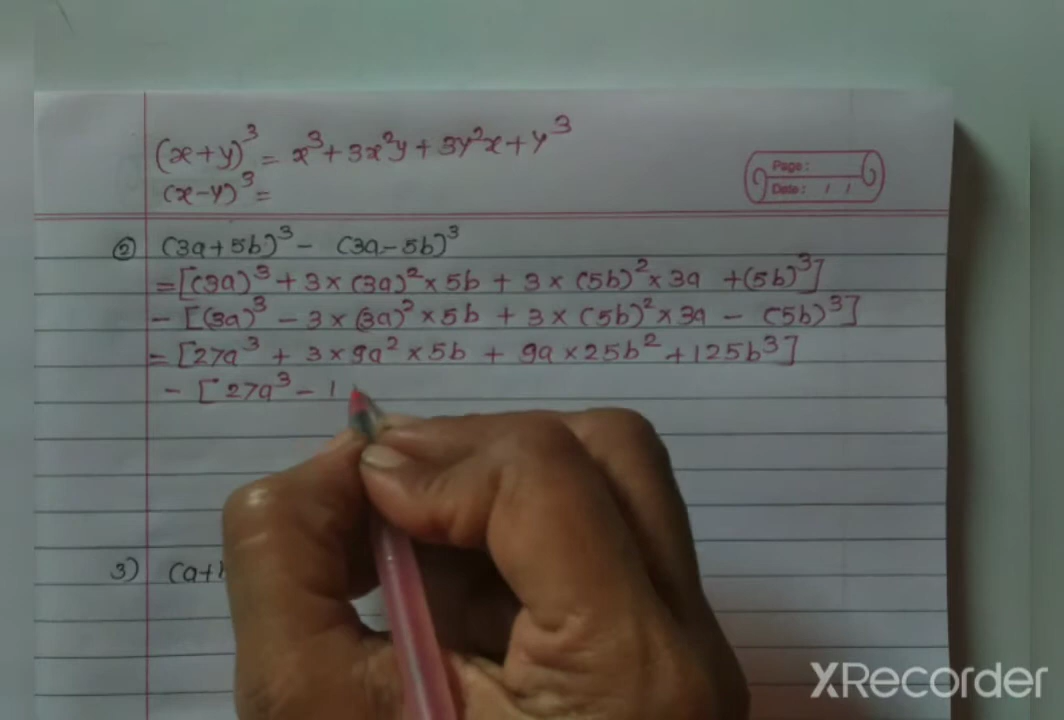 (x+y)³ = x³+3x²y+3y²x+y³
(x-y)³ =
Page :
Date : / /
② (3a+5b)³ - (3a-5b)³
=[(3a)³ + 3×(3a)²×5b + 3×(5b)²×3a +(5b)³]
- [(3a)³ - 3×(3a)²×5b + 3×(5b)²×3a - (5b)³]
= [27a³ + 3×9a²×5b + 9a×25b² +125b³]
- [27a³ - 1
3) (a+
XRecorder